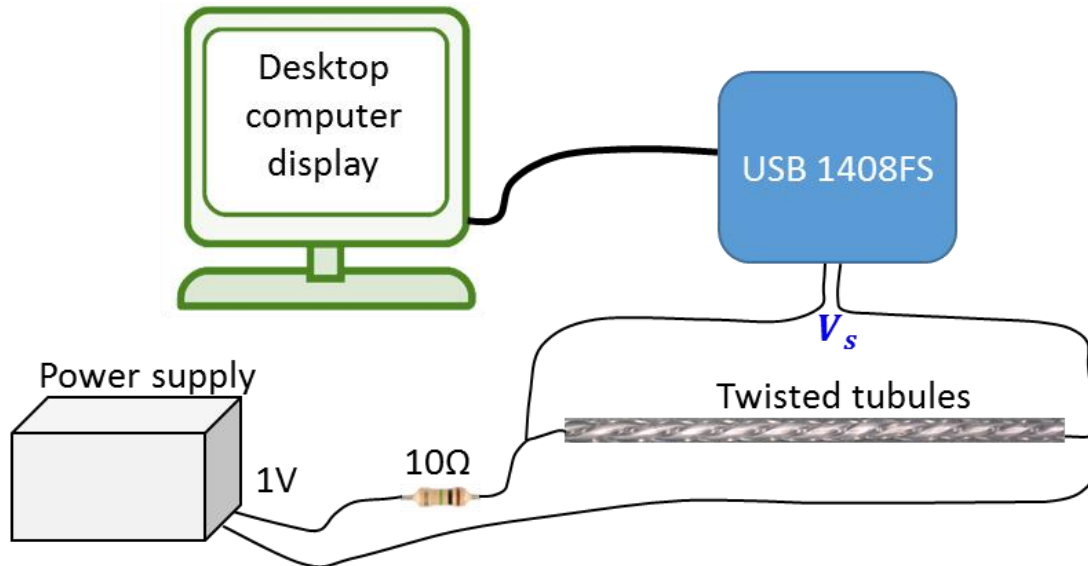 Desktop
computer
display
USB 1408FS
Vs
Power supply
Twisted tubules
1V
10Ω